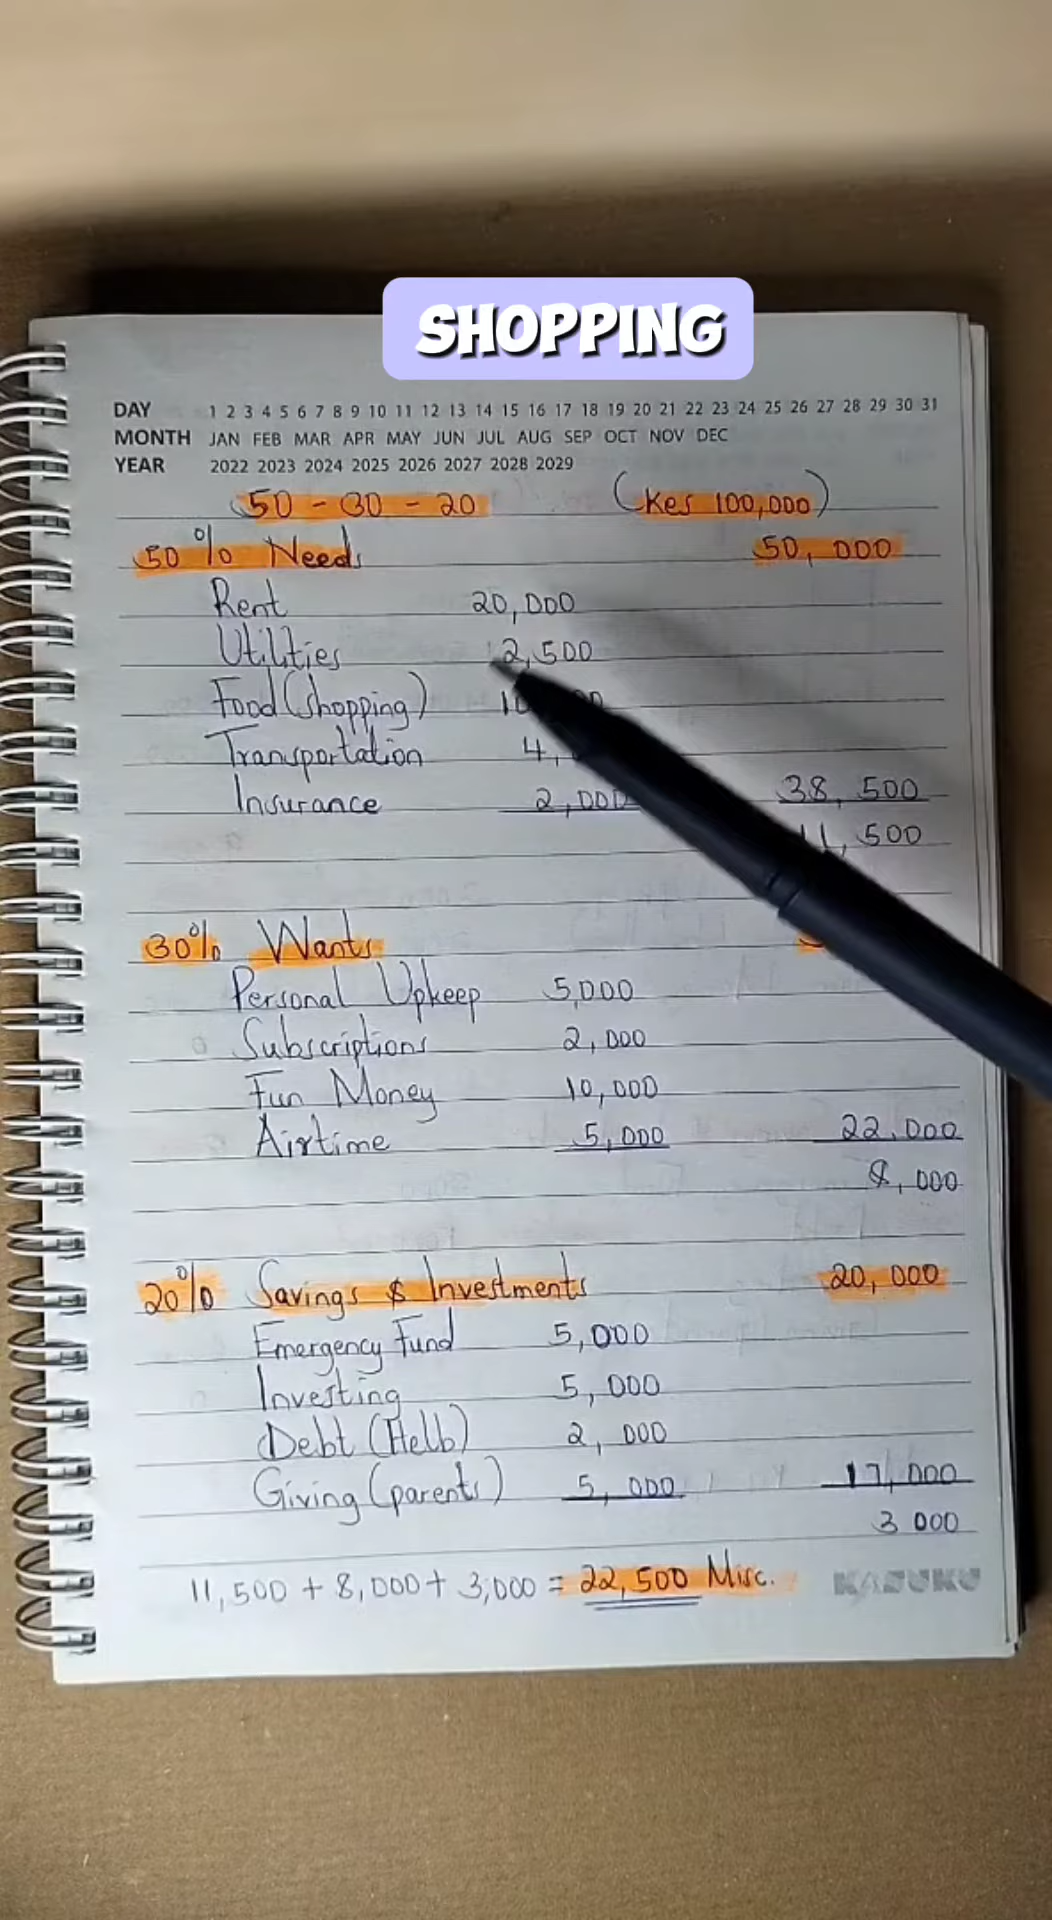 SHOPPING
DAY 1 2 3 4 5 6 7 8 9 10 11 12 13 14 15 16 17 18 19 20 21 22 23 24 25 26 27 28 29 30 31
MONTH JAN FEB MAR APR MAY JUN JUL AUG SEP OCT NOV DEC
YEAR 2022 2023 2024 2025 2026 2027 2028 2029
50 - 30 - 20 (Kes 100,000)
50% Needs 50,000
Rent 20,000
Utilities 2,500
Food (shopping)
Transportation
Insurance 2,000 38,500
11,500
30% Wants
Personal Upkeep 5,000
Subscriptions 2,000
Fun Money 10,000
Airtime 5,000 22,000
8,000
20% Savings & Investments 20,000
Emergency Fund 5,000
Investing 5,000
Debt (Helb) 2,000
Giving (parents) 5,000 17,000
3 000
11,500 + 8,000 + 3,000 = 22,500 Misc.
KASUKU